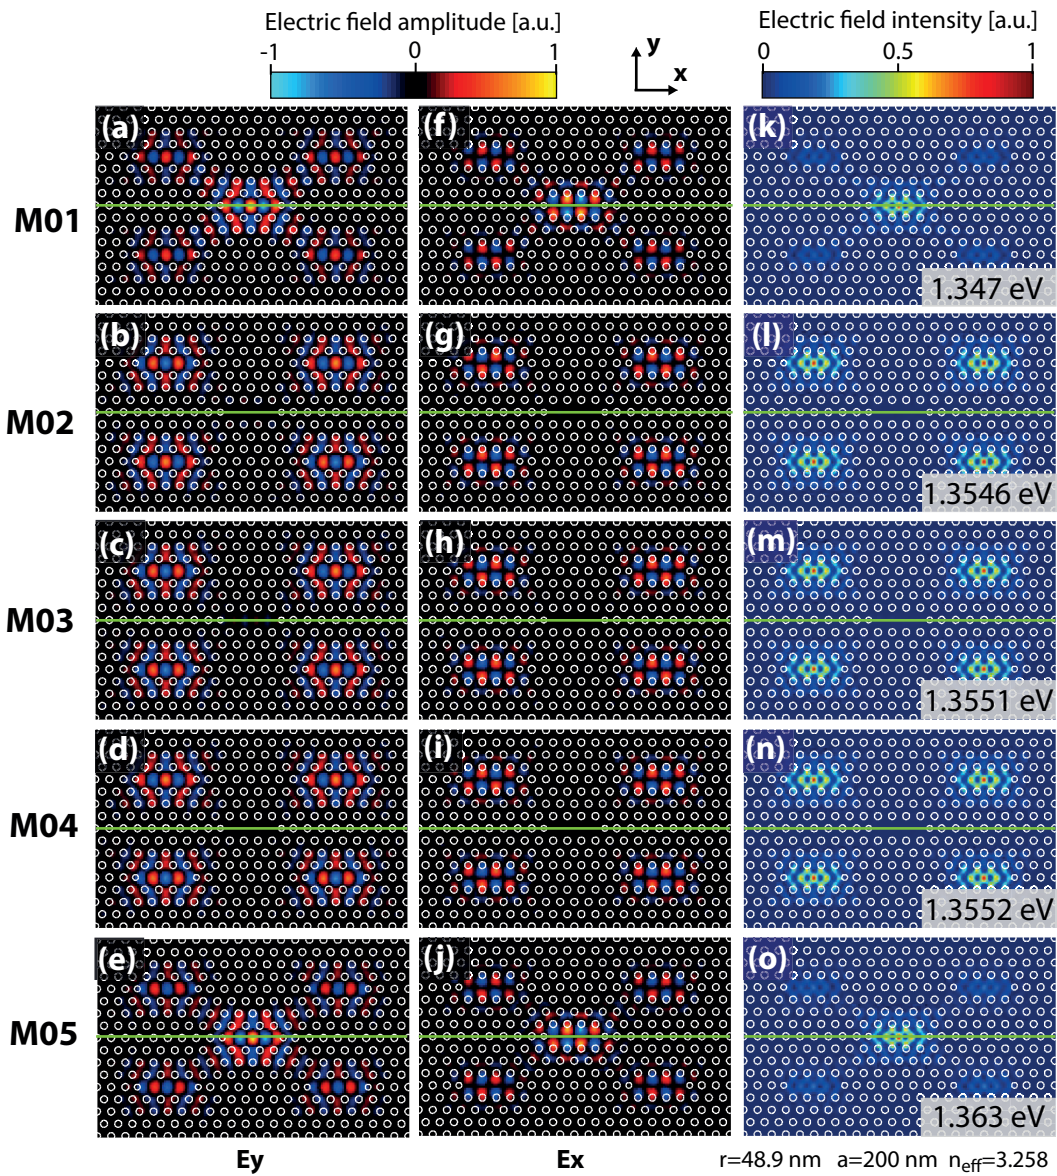 Electric field amplitude [a.u.]
-1 0 1
y
x
Electric field intensity [a.u.]
0 0.5 1
M01
(a) (f) (k)
1.347 eV
M02
(b) (g) (l)
1.3546 eV
M03
(c) (h) (m)
1.3551 eV
M04
(d) (i) (n)
1.3552 eV
M05
(e) (j) (o)
1.363 eV
Ey Ex r=48.9 nm a=200 nm neff=3.258